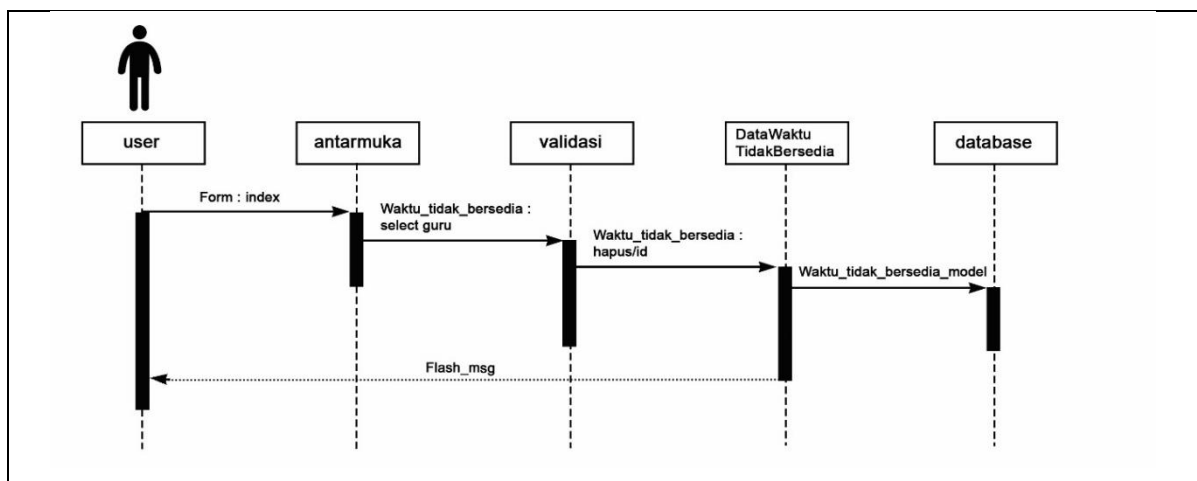 user
antarmuka
validasi
DataWaktu
TidakBersedia
database
Form : index
Waktu_tidak_bersedia :
select guru
Waktu_tidak_bersedia :
hapus/id
Waktu_tidak_bersedia_model
Flash_msg